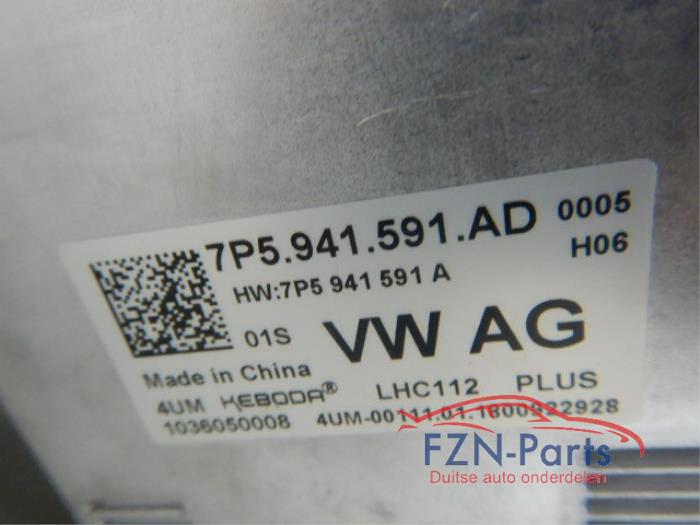 7P5.941.591.AD 0005
HW:7P5 941 591 A H06
01S VW AG
Made in China LHC112 PLUS
4UM KEBODA® 4UM-00111.01.1800922928
1036050008
FZN-Parts
Duitse auto onderdelen